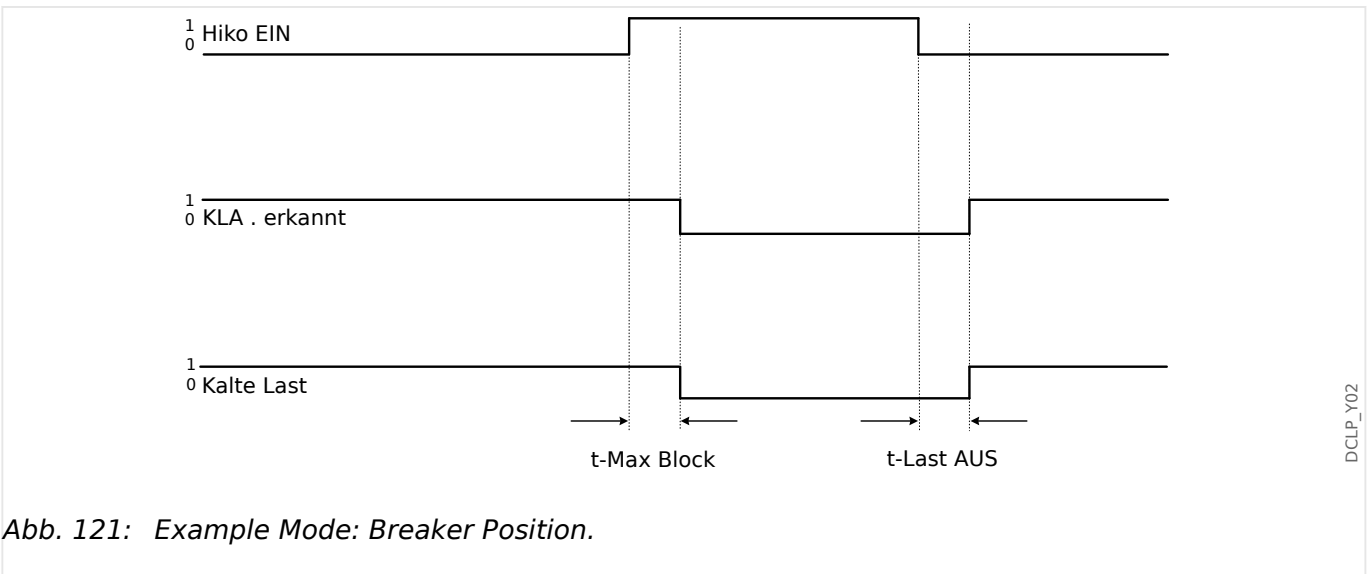 1
0
Hiko EIN
1
0
KLA . erkannt
1
0
Kalte Last
t-Max Block
t-Last AUS
DCLP_Y02
Abb. 121: Example Mode: Breaker Position.